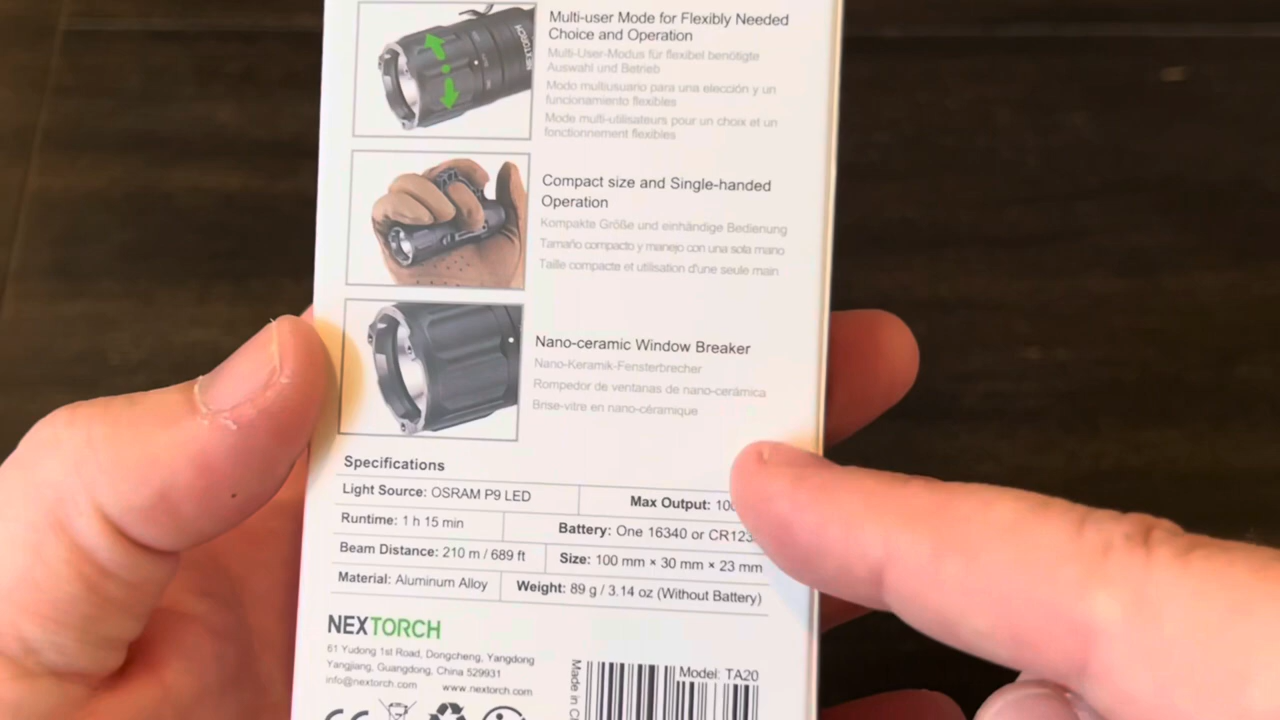 NEXTORCH
Multi-user Mode for Flexibly Needed
Choice and Operation
Multi-User-Modus für flexibel benötigte
Auswahl und Betrieb
Modo multiusuario para una elección y un
funcionamiento flexibles
Mode multi-utilisateurs pour un choix et un
fonctionnement flexibles
Compact size and Single-handed
Operation
Kompakte Größe und einhändige Bedienung
Tamaño compacto y manejo con una sola mano
Taille compacte et utilisation d'une seule main
Nano-ceramic Window Breaker
Nano-Keramik-Fensterbrecher
Rompedor de ventanas de nano-cerámica
Brise-vitre en nano-céramique
Specifications
Light Source: OSRAM P9 LED
Max Output:
Runtime: 1 h 15 min
Battery: One 16340 or CR123
Beam Distance: 210 m / 689 ft
Size: 100 mm × 30 mm × 23 mm
Material: Aluminum Alloy
Weight: 89 g / 3.14 oz (Without Battery)
NEXTORCH
61 Yudong 1st Road, Dongcheng, Yangdong
Yangjiang, Guangdong, China 529931
info@nextorch.com www.nextorch.com
Made in
Model: TA20
CE